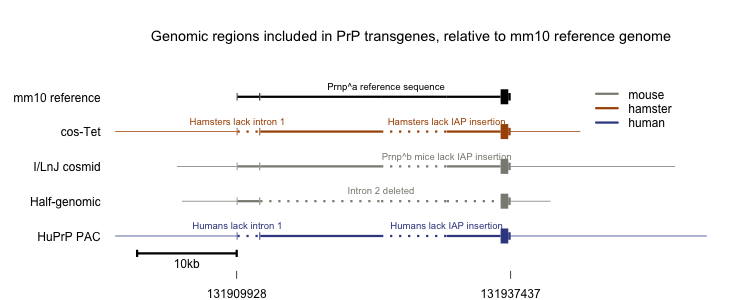 Genomic regions included in PrP transgenes, relative to mm10 reference genome
Prnp^a reference sequence
mm10 reference
mouse
hamster
human
Hamsters lack intron 1
Hamsters lack IAP insertion
cos-Tet
Prnp^b mice lack IAP insertion
I/LnJ cosmid
Intron 2 deleted
Half-genomic
Humans lack intron 1
Humans lack IAP insertion
HuPrP PAC
10kb
131909928
131937437